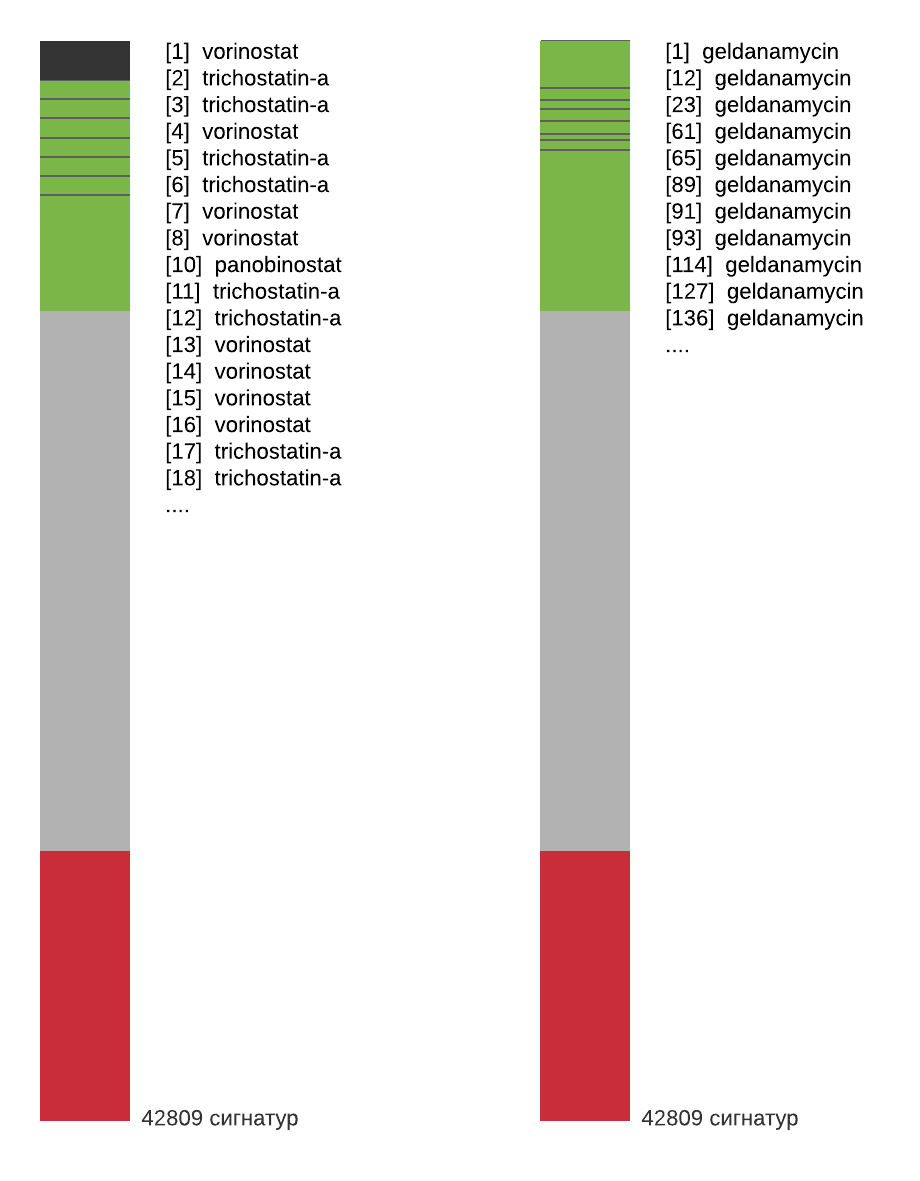 [1] vorinostat
[2] trichostatin-a
[3] trichostatin-a
[4] vorinostat
[5] trichostatin-a
[6] trichostatin-a
[7] vorinostat
[8] vorinostat
[10] panobinostat
[11] trichostatin-a
[12] trichostatin-a
[13] vorinostat
[14] vorinostat
[15] vorinostat
[16] vorinostat
[17] trichostatin-a
[18] trichostatin-a
....
42809 сигнатур
[1] geldanamycin
[12] geldanamycin
[23] geldanamycin
[61] geldanamycin
[65] geldanamycin
[89] geldanamycin
[91] geldanamycin
[93] geldanamycin
[114] geldanamycin
[127] geldanamycin
[136] geldanamycin
....
42809 сигнатур